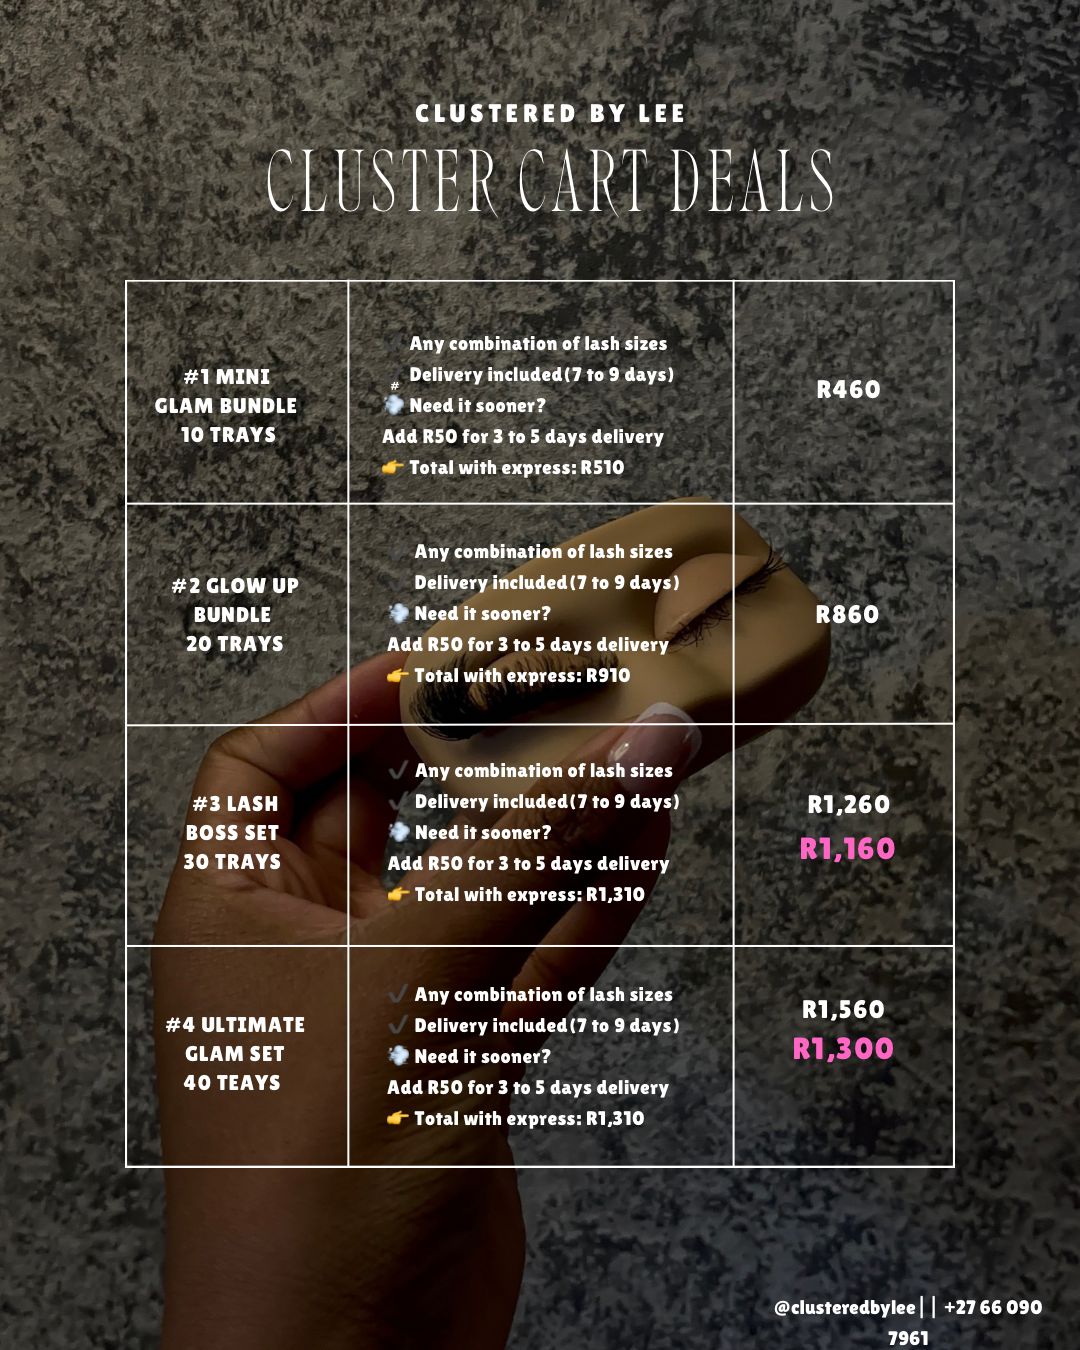 CLUSTERED BY LEE
CLUSTER CART DEALS
#1 MINI
GLAM BUNDLE
10 TRAYS
✔️ Any combination of lash sizes
Delivery included(7 to 9 days)
#
💨 Need it sooner?
Add R50 for 3 to 5 days delivery
👉 Total with express: R510
R460
#2 GLOW UP
BUNDLE
20 TRAYS
Any combination of lash sizes
Delivery included(7 to 9 days)
💨 Need it sooner?
Add R50 for 3 to 5 days delivery
👉 Total with express: R910
R860
#3 LASH
BOSS SET
30 TRAYS
✔️ Any combination of lash sizes
✔️ Delivery included(7 to 9 days)
💨 Need it sooner?
Add R50 for 3 to 5 days delivery
👉 Total with express: R1,310
R1,260
R1,160
#4 ULTIMATE
GLAM SET
40 TEAYS
✔️ Any combination of lash sizes
✔️ Delivery included(7 to 9 days)
💨 Need it sooner?
Add R50 for 3 to 5 days delivery
👉 Total with express: R1,310
R1,560
R1,300
@clusteredbylee|| +27 66 090
7961